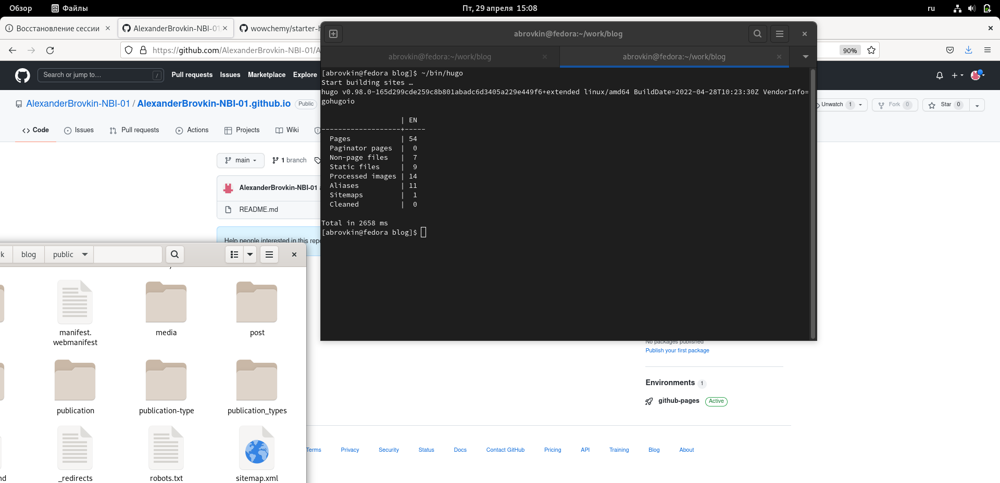 Обзор Файлы Пт, 29 апреля 15:08 ru
Восстановление сессии AlexanderBrovkin-NBI-01 wowchemy/starter-h
https://github.com/AlexanderBrovkin-NBI-01/A 90%
Search or jump to… / Pull requests Issues Marketplace Explore
AlexanderBrovkin-NBI-01 / AlexanderBrovkin-NBI-01.github.io Public Unwatch 1 Fork 0 Star 0
Code Issues Pull requests Actions Projects Wiki
main 1 branch
AlexanderBrovkin-NBI-01
README.md
Help people interested in this repo
abrovkin@fedora:~/work/blog
abrovkin@fedora:~/work/blog abrovkin@fedora:~/work/blog
[abrovkin@fedora blog]$ ~/bin/hugo
Start building sites …
hugo v0.98.0-165d299cde259c8b801abadc6d3405a229e449f6+extended linux/amd64 BuildDate=2022-04-28T10:23:30Z VendorInfo=
gohugoio
| EN
-------------------+-----
Pages | 54
Paginator pages | 0
Non-page files | 7
Static files | 9
Processed images | 14
Aliases | 11
Sitemaps | 1
Cleaned | 0
Total in 2658 ms
[abrovkin@fedora blog]$
k blog public
manifest.
webmanifest
media
post
publication publication-type publication_types
_redirects robots.txt sitemap.xml
No packages published
Publish your first package
Environments 1
github-pages Active
Terms Privacy Security Status Docs Contact GitHub Pricing API Training Blog About